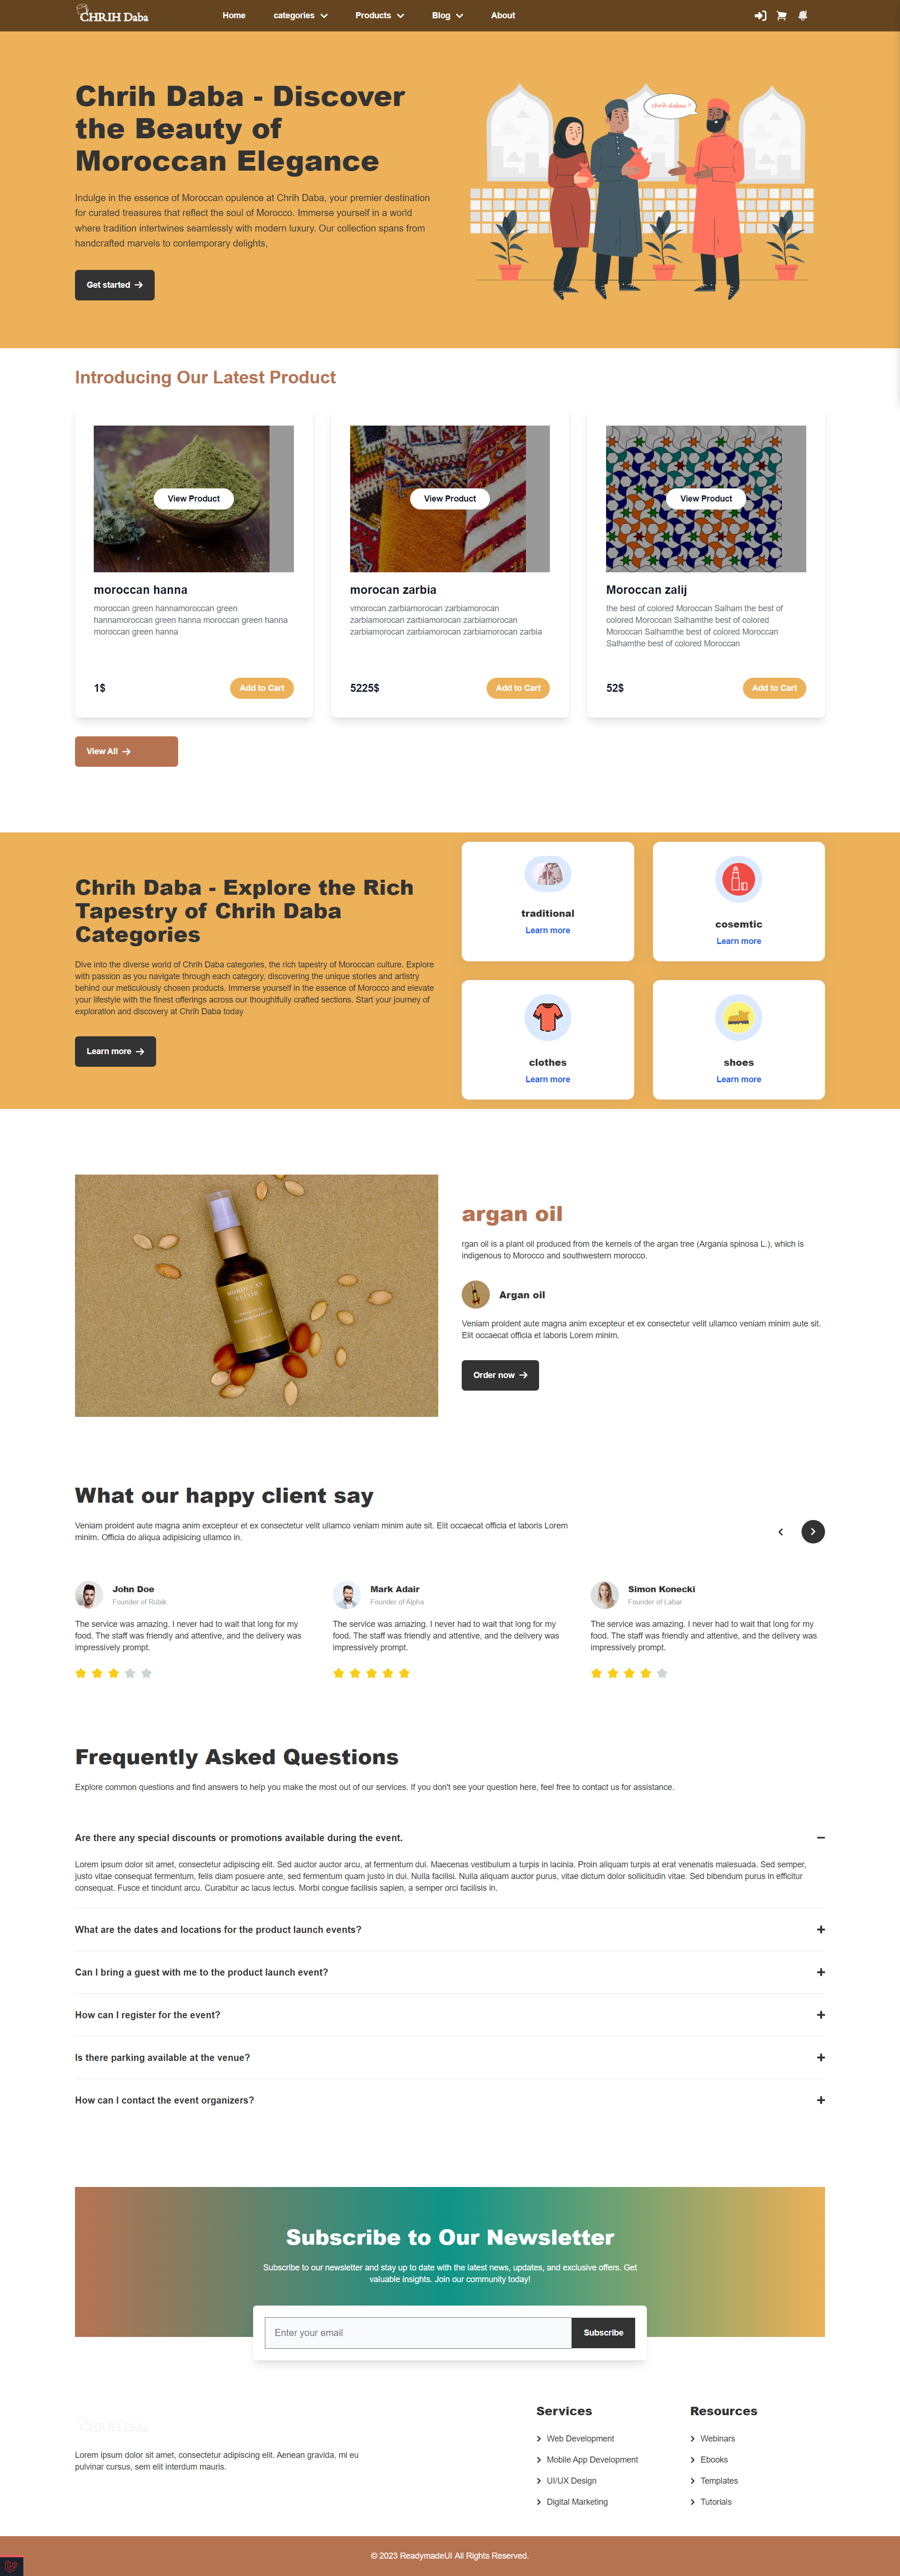 CHRIH Daba
Home
categories
Products
Blog
About
Chrih Daba - Discover
the Beauty of
Moroccan Elegance
Indulge in the essence of Moroccan opulence at Chrih Daba, your premier destination
for curated treasures that reflect the soul of Morocco. Immerse yourself in a world
where tradition intertwines seamlessly with modern luxury. Our collection spans from
handcrafted marvels to contemporary delights,
Get started
chrih dabaa !!
Introducing Our Latest Product
View Product
moroccan hanna
moroccan green hannamoroccan green
hannamoroccan green hanna moroccan green hanna
moroccan green hanna
1$
Add to Cart
View Product
morocan zarbia
vmorocan zarbiamorocan zarbiamorocan
zarbiamorocan zarbiamorocan zarbiamorocan
zarbiamorocan zarbiamorocan zarbiamorocan zarbia
5225$
Add to Cart
View Product
Moroccan zalij
the best of colored Moroccan Salham the best of
colored Moroccan Salhamthe best of colored
Moroccan Salhamthe best of colored Moroccan
Salhamthe best of colored Moroccan
52$
Add to Cart
View All
Chrih Daba - Explore the Rich
Tapestry of Chrih Daba
Categories
Dive into the diverse world of Chrih Daba categories, the rich tapestry of Moroccan culture. Explore
with passion as you navigate through each category, discovering the unique stories and artistry
behind our meticulously chosen products. Immerse yourself in the essence of Morocco and elevate
your lifestyle with the finest offerings across our thoughtfully crafted sections. Start your journey of
exploration and discovery at Chrih Daba today
Learn more
traditional
Learn more
cosemtic
Learn more
clothes
Learn more
shoes
Learn more
MOROCCAN
ELIXIR
argan oil
rgan oil is a plant oil produced from the kernels of the argan tree (Argania spinosa L.), which is
indigenous to Morocco and southwestern morocco.
Argan oil
Veniam proident aute magna anim excepteur et ex consectetur velit ullamco veniam minim aute sit.
Elit occaecat officia et laboris Lorem minim.
Order now
What our happy client say
Veniam proident aute magna anim excepteur et ex consectetur velit ullamco veniam minim aute sit. Elit occaecat officia et laboris Lorem
minim. Officia do aliqua adipisicing ullamco in.
John Doe
Founder of Rubik
The service was amazing. I never had to wait that long for my
food. The staff was friendly and attentive, and the delivery was
impressively prompt.
Mark Adair
Founder of Alpha
The service was amazing. I never had to wait that long for my
food. The staff was friendly and attentive, and the delivery was
impressively prompt.
Simon Konecki
Founder of Labar
The service was amazing. I never had to wait that long for my
food. The staff was friendly and attentive, and the delivery was
impressively prompt.
Frequently Asked Questions
Explore common questions and find answers to help you make the most out of our services. If you don't see your question here, feel free to contact us for assistance.
Are there any special discounts or promotions available during the event.
Lorem ipsum dolor sit amet, consectetur adipiscing elit. Sed auctor auctor arcu, at fermentum dui. Maecenas vestibulum a turpis in lacinia. Proin aliquam turpis at erat venenatis malesuada. Sed semper,
justo vitae consequat fermentum, felis diam posuere ante, sed fermentum quam justo in dui. Nulla facilisi. Nulla aliquam auctor purus, vitae dictum dolor sollicitudin vitae. Sed bibendum purus in efficitur
consequat. Fusce et tincidunt arcu. Curabitur ac lacus lectus. Morbi congue facilisis sapien, a semper orci facilisis in.
What are the dates and locations for the product launch events?
Can I bring a guest with me to the product launch event?
How can I register for the event?
Is there parking available at the venue?
How can I contact the event organizers?
Subscribe to Our Newsletter
Subscribe to our newsletter and stay up to date with the latest news, updates, and exclusive offers. Get
valuable insights. Join our community today!
Enter your email
Subscribe
CHRIH Daba
Lorem ipsum dolor sit amet, consectetur adipiscing elit. Aenean gravida, mi eu
pulvinar cursus, sem elit interdum mauris.
Services
Web Development
Mobile App Development
UI/UX Design
Digital Marketing
Resources
Webinars
Ebooks
Templates
Tutorials
© 2023 ReadymadeUI All Rights Reserved.